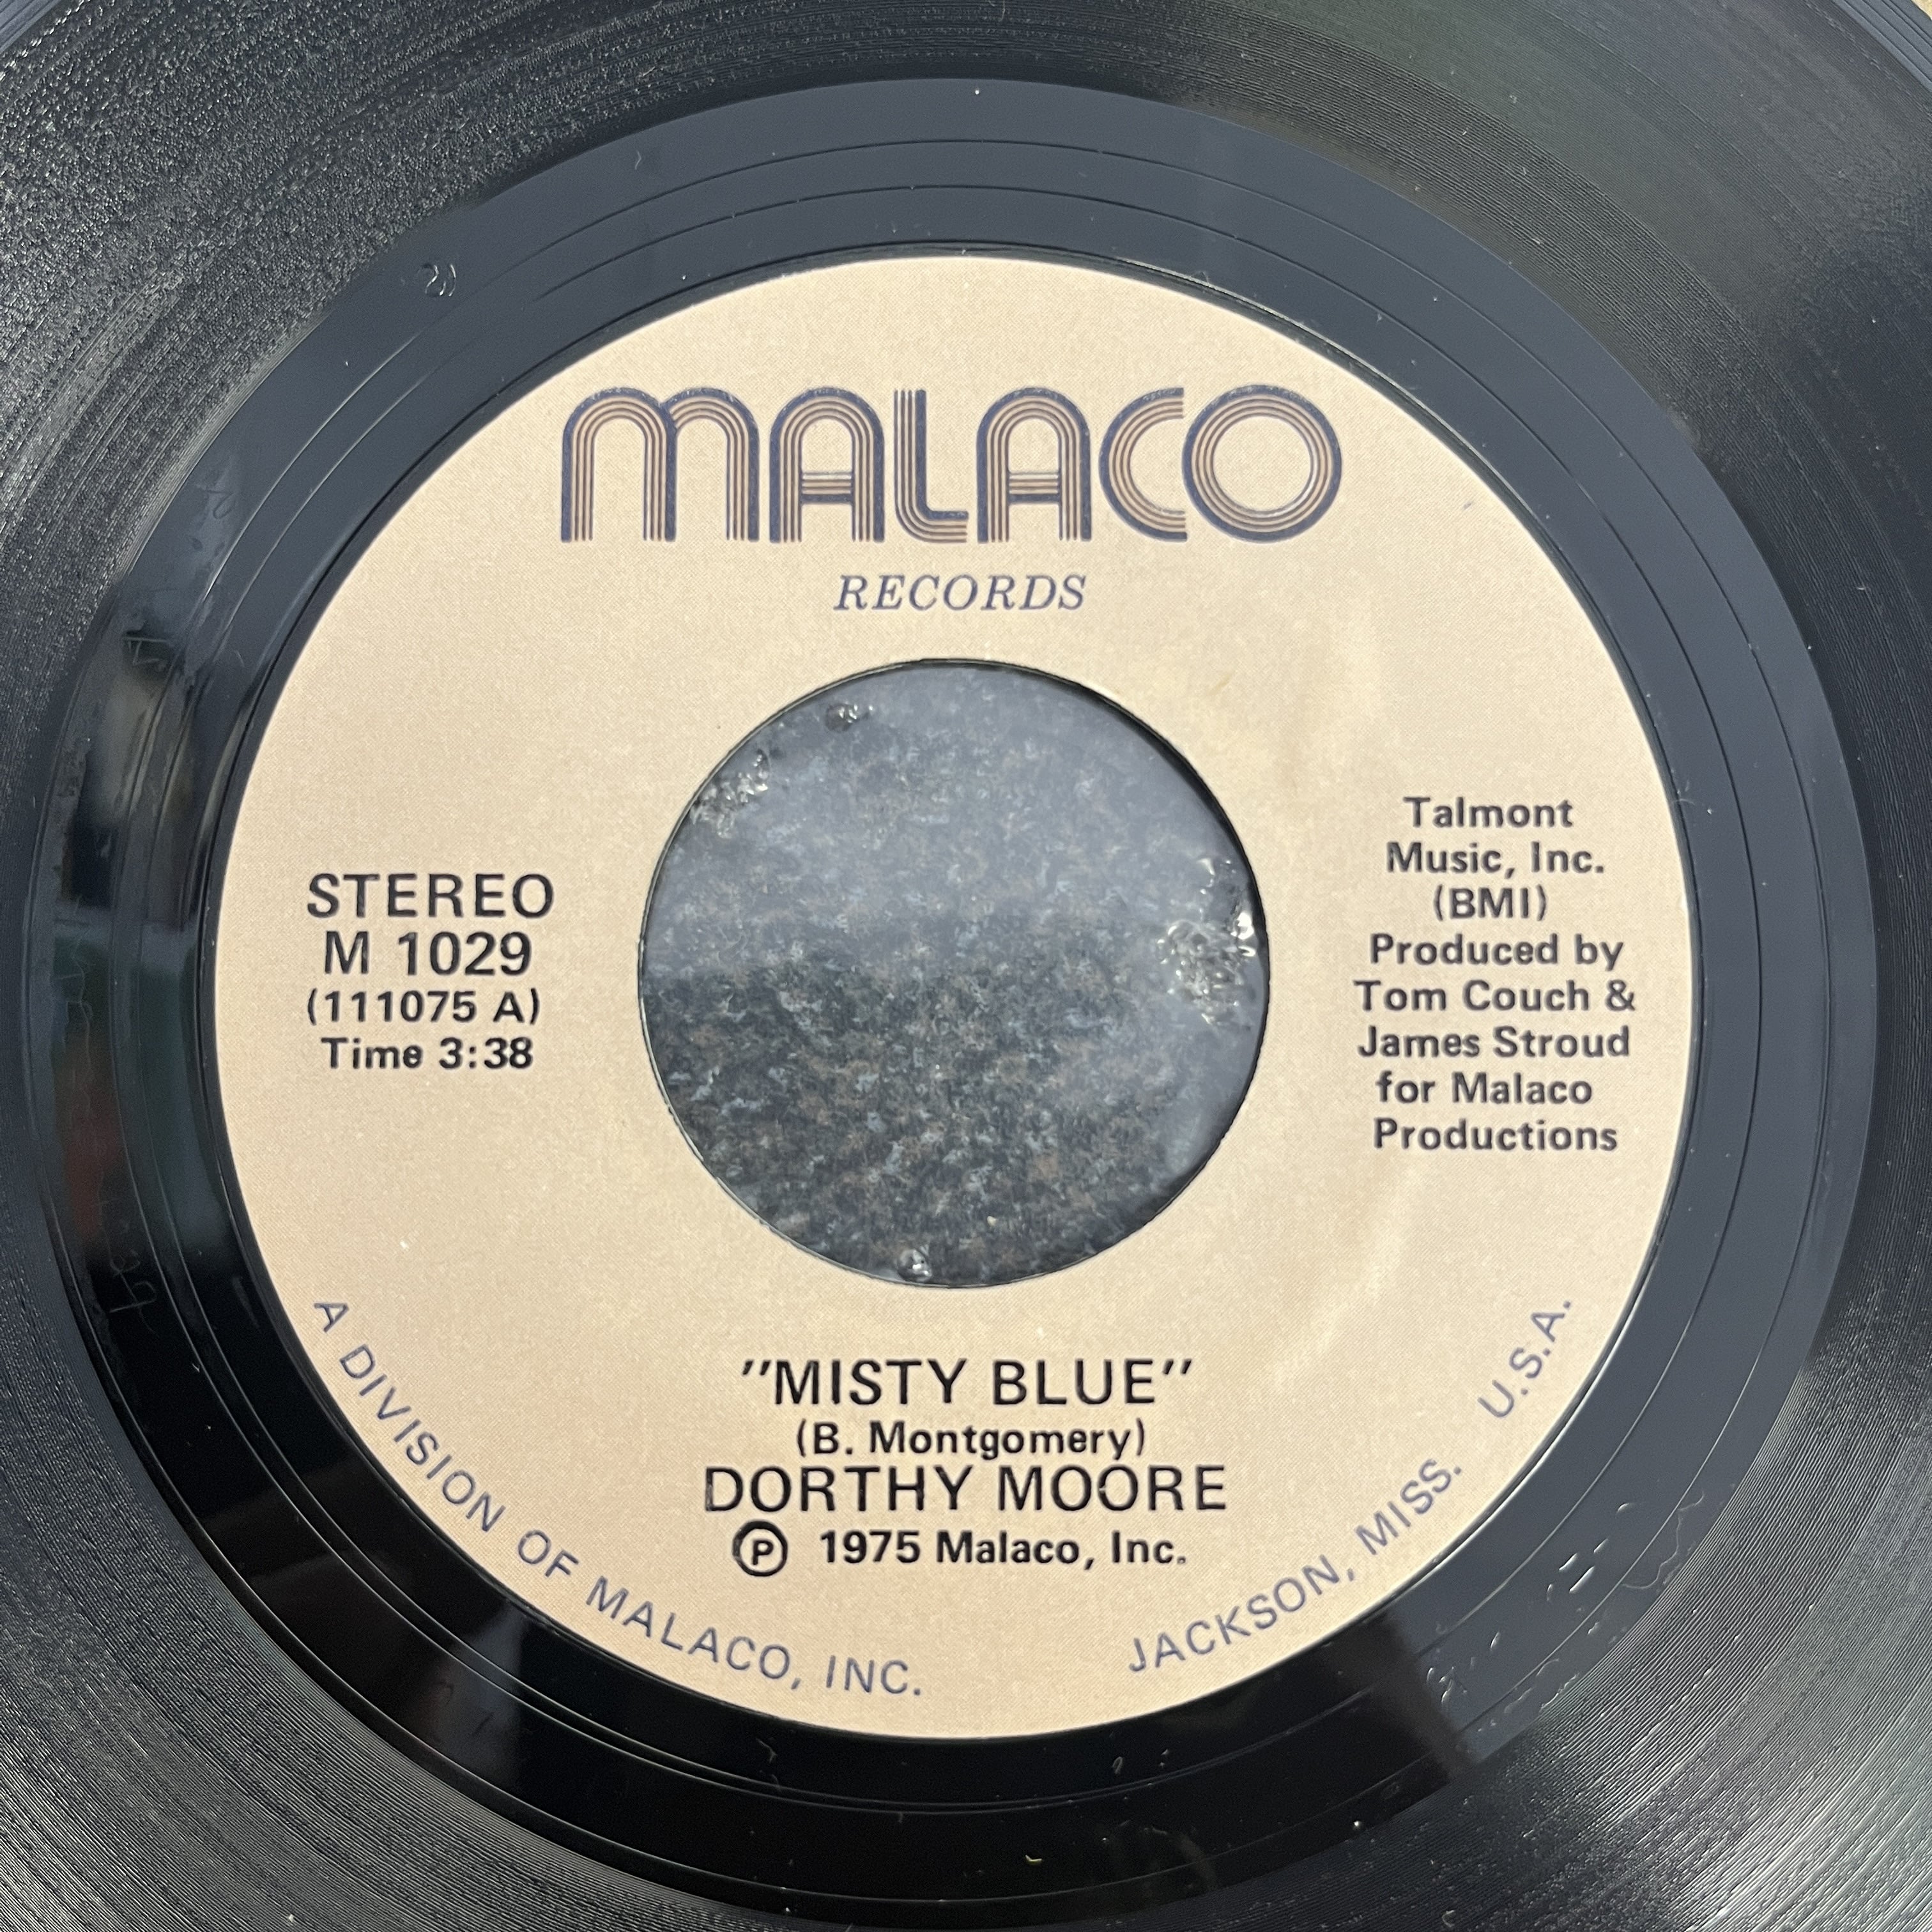 MALACO
RECORDS
STEREO
M 1029
(111075 A)
Time 3:38
Talmont
Music, Inc.
(BMI)
Produced by
Tom Couch &
James Stroud
for Malaco
Productions
"MISTY BLUE"
(B. Montgomery)
DORTHY MOORE
Ⓟ 1975 Malaco, Inc.
A DIVISION OF MALACO, INC.
JACKSON, MISS. U.S.A.